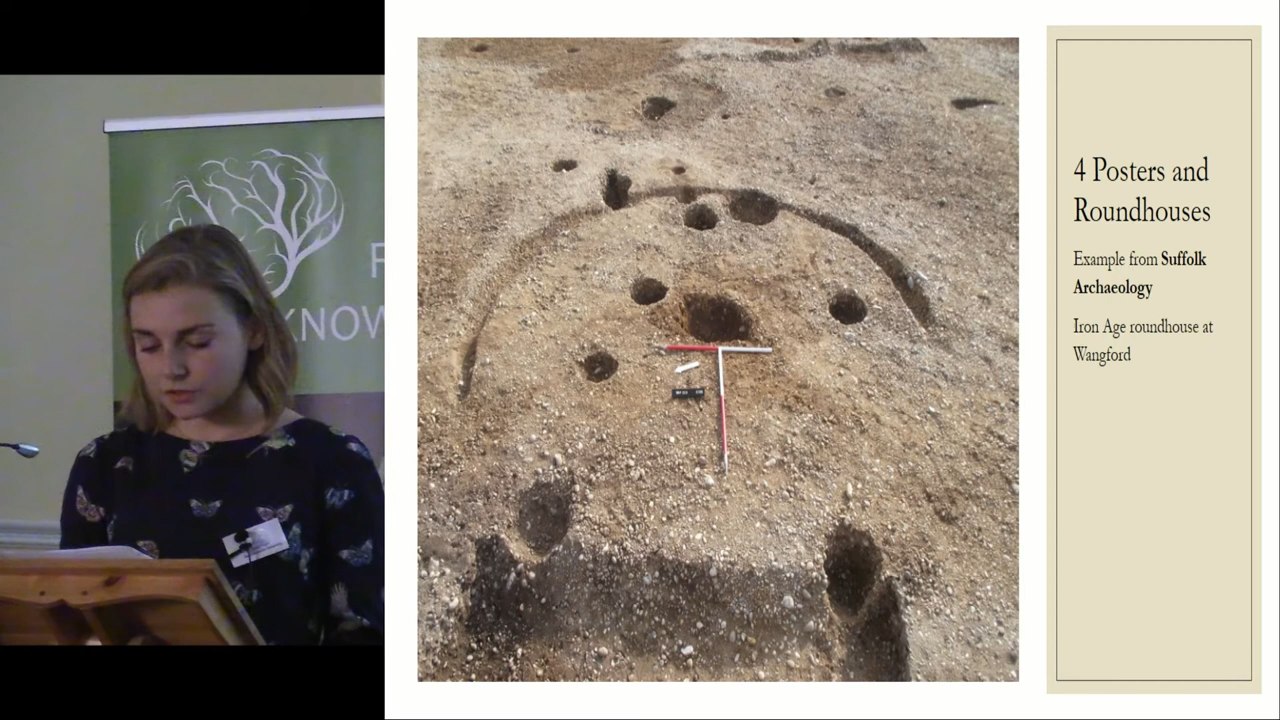 KNOW
4 Posters and
Roundhouses
Example from Suffolk
Archaeology
Iron Age roundhouse at
Wangford